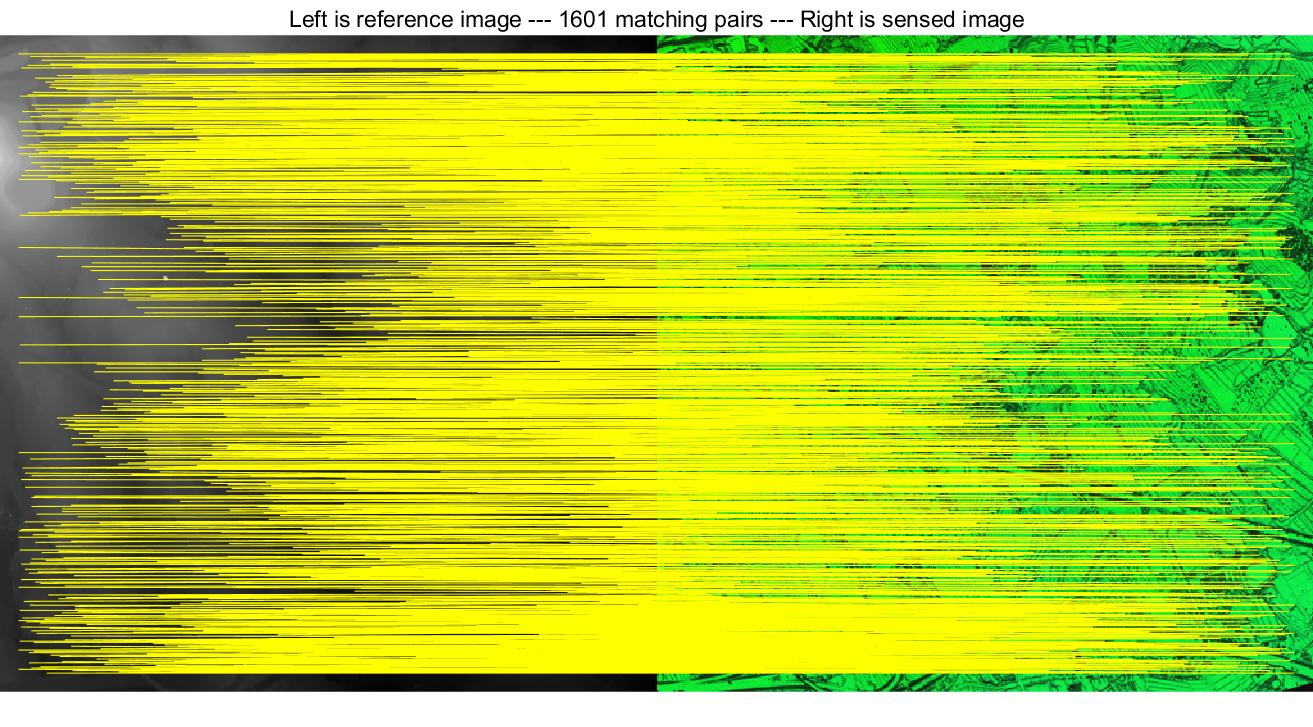 Left is reference image --- 1601 matching pairs --- Right is sensed image